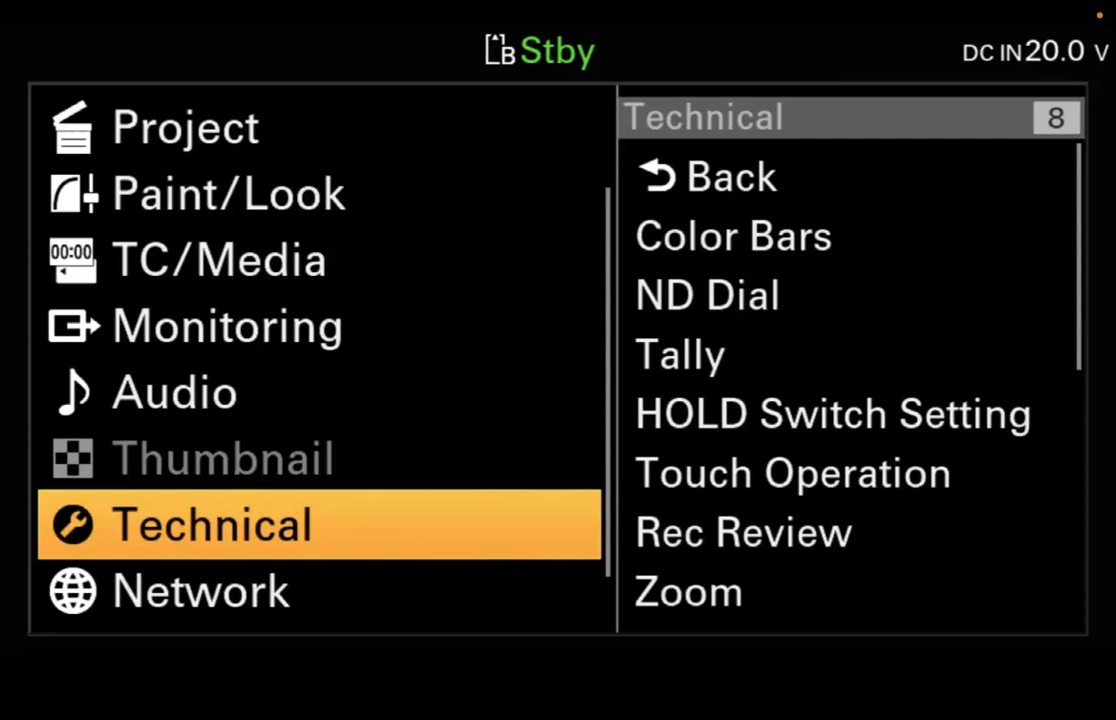 B Stby
DC IN 20.0 V
Project
Paint/Look
00:00 TC/Media
Monitoring
Audio
Thumbnail
Technical
Network
Technical 8
Back
Color Bars
ND Dial
Tally
HOLD Switch Setting
Touch Operation
Rec Review
Zoom